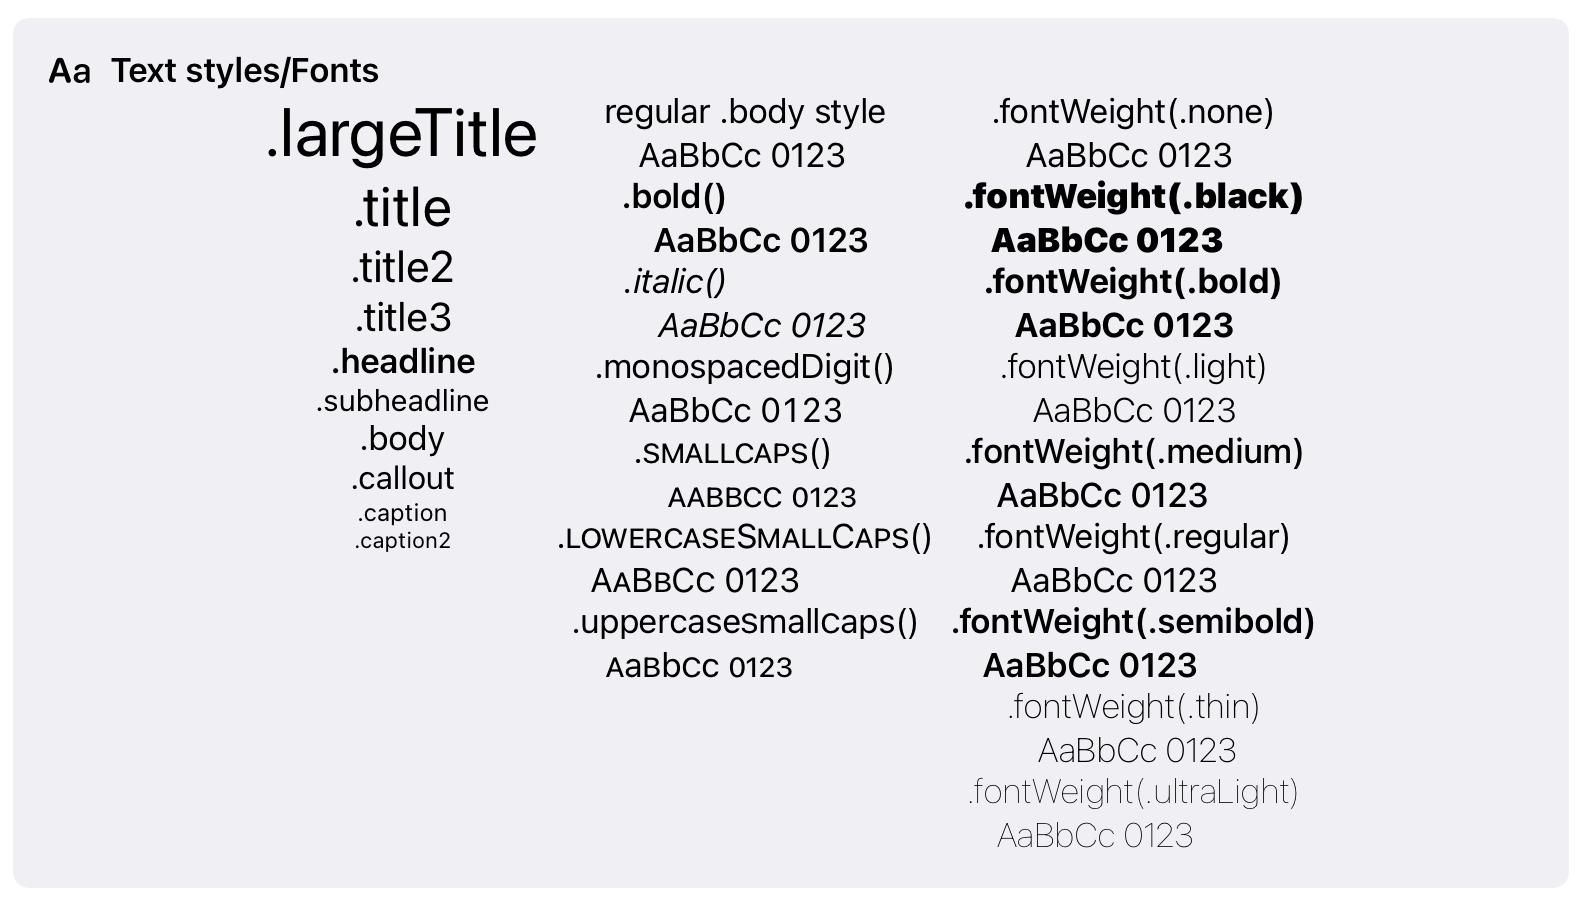 Aa Text styles/Fonts
.largeTitle
.title
.title2
.title3
.headline
.subheadline
.body
.callout
.caption
.caption2
regular .body style
AaBbCc 0123
.bold()
AaBbCc 0123
.italic()
AaBbCc 0123
.monospacedDigit()
AaBbCc 0123
.SMALLCAPS()
AABBCC 0123
.LOWERCASESMALLCAPS()
AABBCC 0123
.uppercaseSmallCaps()
AaBbCc 0123
.fontWeight(.none)
AaBbCc 0123
.fontWeight(.black)
AaBbCc 0123
.fontWeight(.bold)
AaBbCc 0123
.fontWeight(.light)
AaBbCc 0123
.fontWeight(.medium)
AaBbCc 0123
.fontWeight(.regular)
AaBbCc 0123
.fontWeight(.semibold)
AaBbCc 0123
.fontWeight(.thin)
AaBbCc 0123
.fontWeight(.ultraLight)
AaBbCc 0123